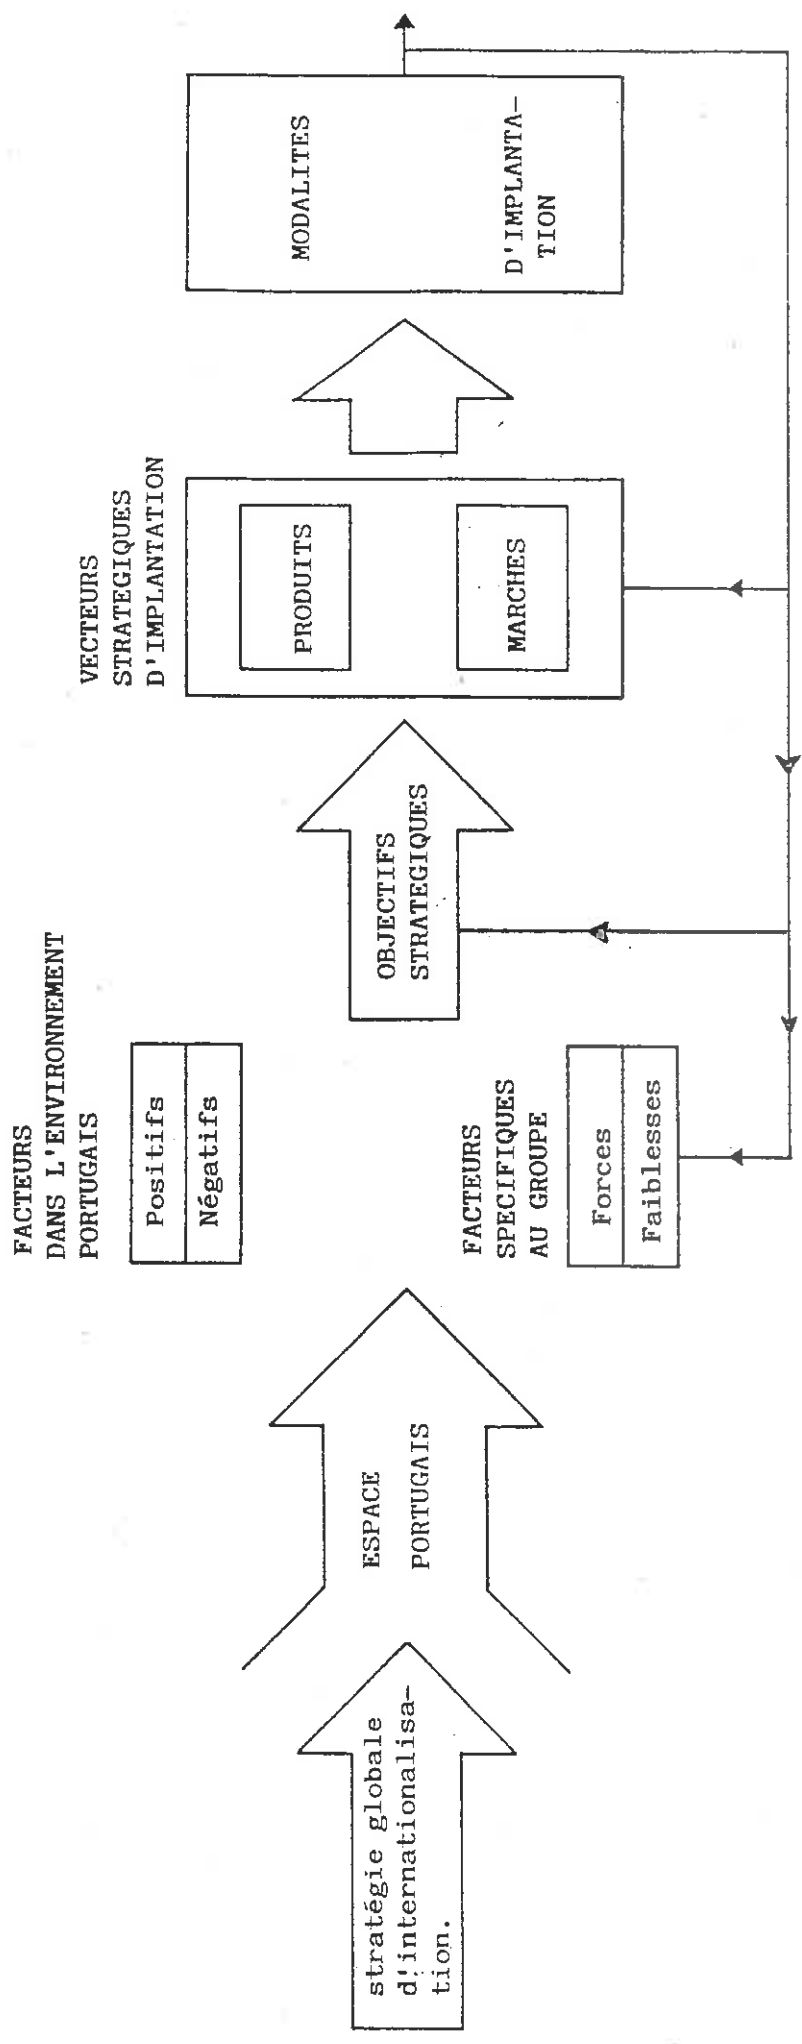 stratégie globale
d'internationalisa-
tion.
ESPACE
PORTUGAIS
FACTEURS
DANS L'ENVIRONNEMENT
PORTUGAIS
Positifs
Négatifs
FACTEURS
SPECIFIQUES
AU GROUPE
Forces
Faiblesses
OBJECTIFS
STRATEGIQUES
VECTEURS
STRATEGIQUES
D'IMPLANTATION
PRODUITS
MARCHES
MODALITES
D'IMPLANTA-
TION